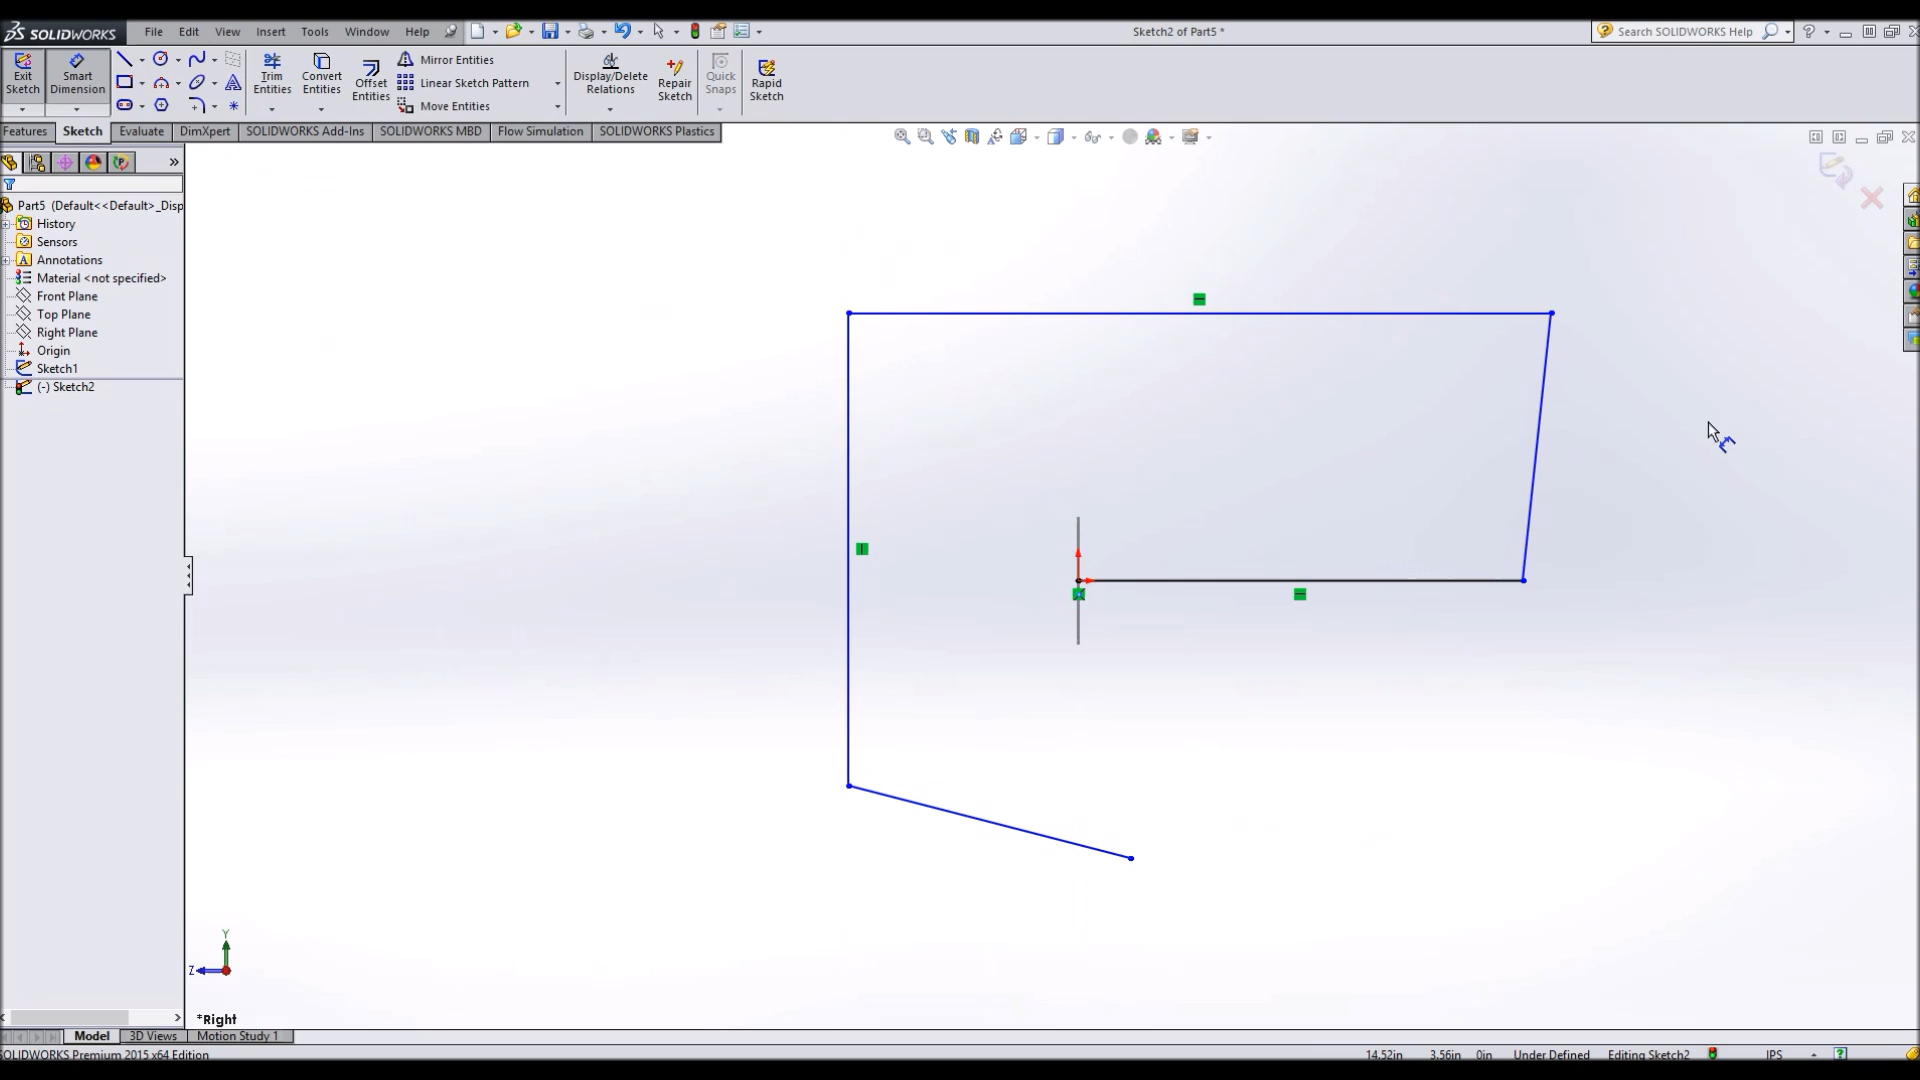 SOLIDWORKS File Edit View Insert Tools Window Help Sketch2 of Part5 * Search SOLIDWORKS Help
Exit Sketch
Smart Dimension
Trim Entities
Convert Entities
Offset Entities
Mirror Entities
Linear Sketch Pattern
Move Entities
Display/Delete Relations
Repair Sketch
Quick Snaps
Rapid Sketch
Features Sketch Evaluate DimXpert SOLIDWORKS Add-Ins SOLIDWORKS MBD Flow Simulation SOLIDWORKS Plastics
Part5 (Default<<Default>_Disp
History
Sensors
Annotations
Material <not specified>
Front Plane
Top Plane
Right Plane
Origin
Sketch1
(-) Sketch2
Y
Z
*Right
Model 3D Views Motion Study 1
SOLIDWORKS Premium 2015 x64 Edition 14.52in 3.56in 0in Under Defined Editing Sketch2 IPS